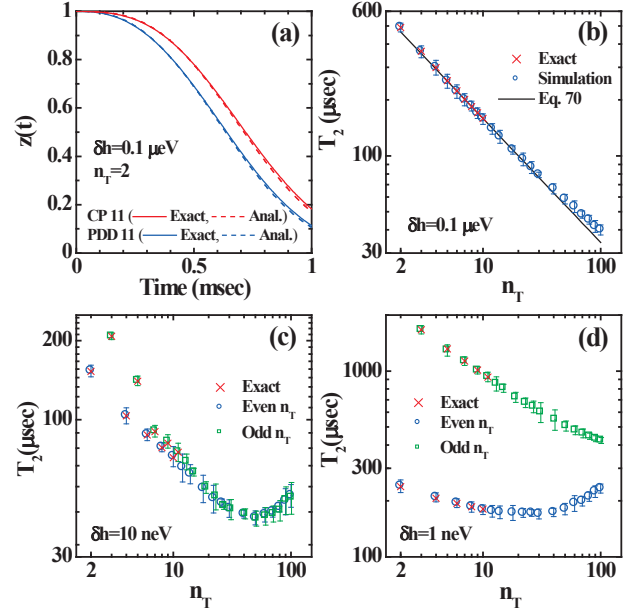 (a)
1
0.8
0.6
0.4
0.2
0
z(t)
δh=0.1 μeV
n_T=2
CP 11 ( Exact, Anal.)
PDD 11 ( Exact, Anal.)
0 0.5 1
Time (msec)
(b)
600
100
30
T_2 (μsec)
Exact
Simulation
Eq. 70
δh=0.1 μeV
2 10 100
n_T
(c)
200
100
30
T_2(μsec)
Exact
Even n_T
Odd n_T
δh=10 neV
2 10 100
n_T
(d)
3000
1000
300
100
T_2(μsec)
Exact
Even n_T
Odd n_T
δh=1 neV
2 10 100
n_T